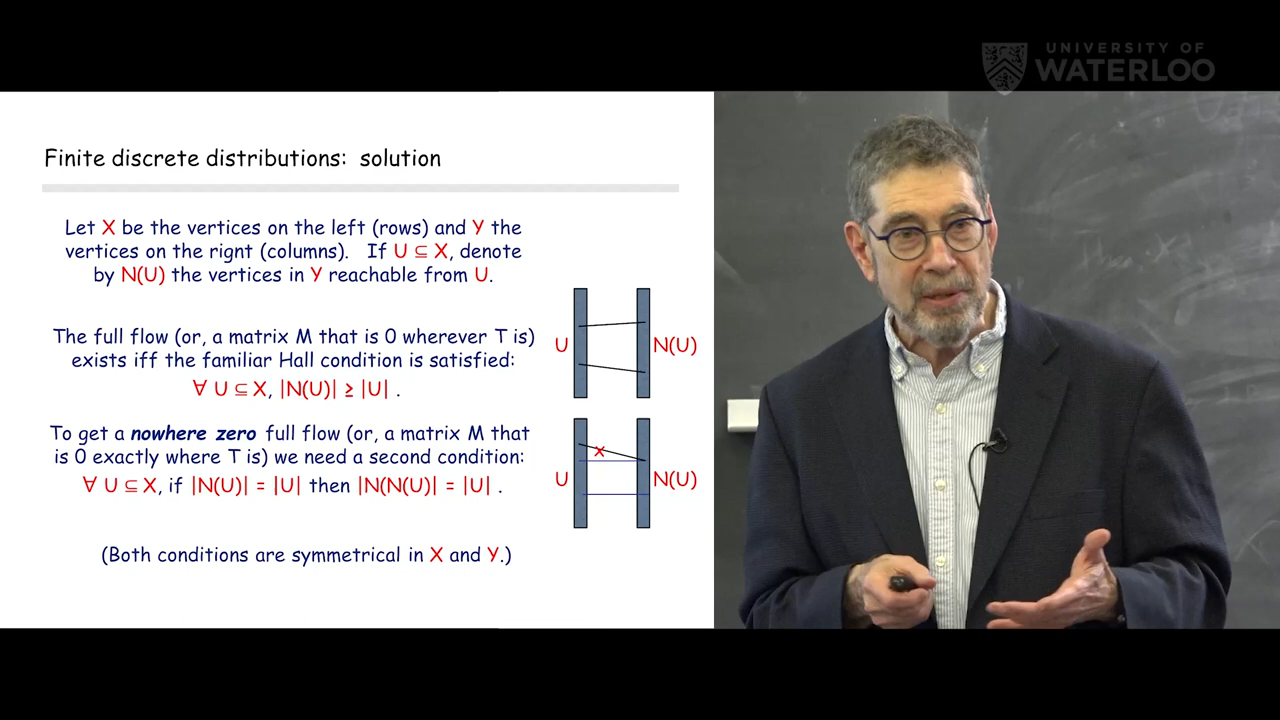 UNIVERSITY OF
WATERLOO
Finite discrete distributions: solution
Let X be the vertices on the left (rows) and Y the
vertices on the rignt (columns). If U ⊆ X, denote
by N(U) the vertices in Y reachable from U.
The full flow (or, a matrix M that is 0 wherever T is)
exists iff the familiar Hall condition is satisfied:
∀ U ⊆ X, |N(U)| ≥ |U| .
U N(U)
To get a nowhere zero full flow (or, a matrix M that
is 0 exactly where T is) we need a second condition:
∀ U ⊆ X, if |N(U)| = |U| then |N(N(U)| = |U| .
x
U N(U)
(Both conditions are symmetrical in X and Y.)